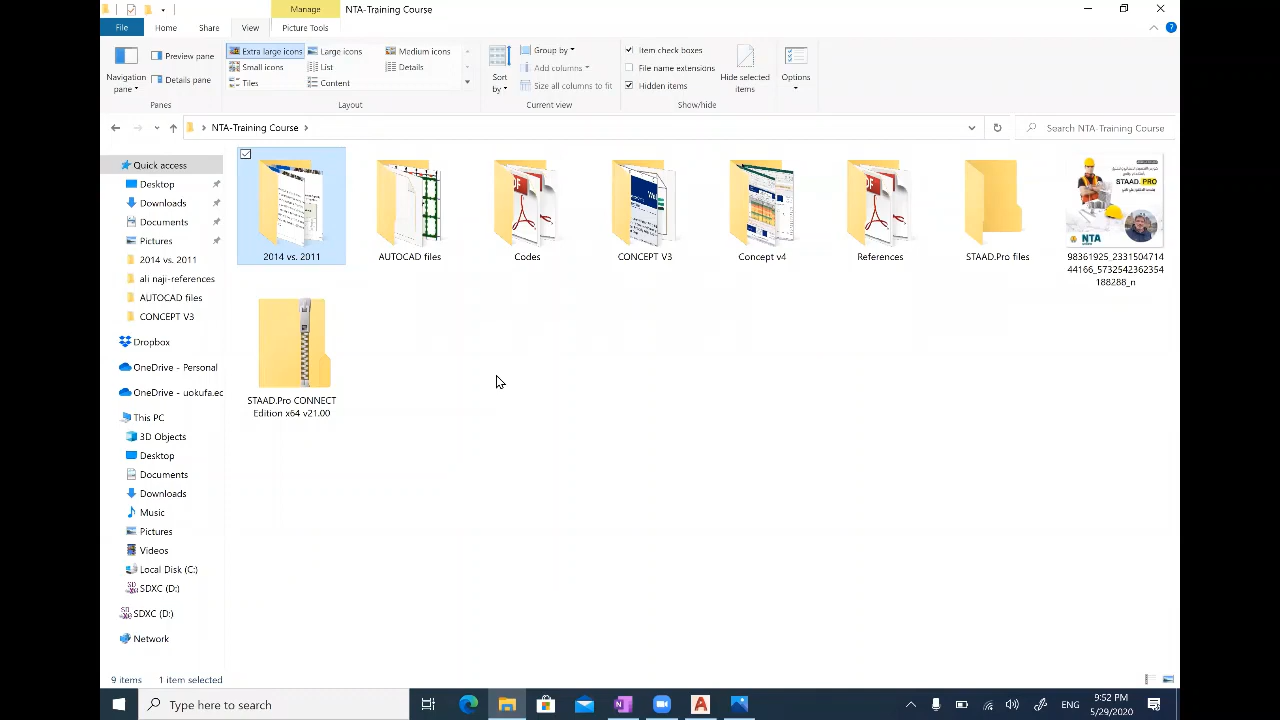 Manage
NTA-Training Course
File
Home
Share
View
Picture Tools
Navigation pane
Preview pane
Details pane
Panes
Extra large icons
Large icons
Medium icons
Small icons
List
Details
Tiles
Content
Layout
Sort by
Group by
Add columns
Size all columns to fit
Current view
Item check boxes
File name extensions
Hidden items
Hide selected items
Show/hide
Options
NTA-Training Course
Search NTA-Training Course
Quick access
Desktop
Downloads
Documents
Pictures
2014 vs. 2011
ali naji-references
AUTOCAD files
CONCEPT V3
Dropbox
OneDrive - Personal
OneDrive - uokufa.ec
This PC
3D Objects
Desktop
Documents
Downloads
Music
Pictures
Videos
Local Disk (C:)
SDXC (D:)
SDXC (D:)
Network
2014 vs. 2011
AUTOCAD files
Codes
CONCEPT V3
Concept v4
References
STAAD.Pro files
STAAD.PRO
NTA
98361925_2331504714
44166_5732542362354
188288_n
STAAD.Pro CONNECT
Edition x64 v21.00
9 items
1 item selected
Type here to search
ENG
9:52 PM
5/29/2020